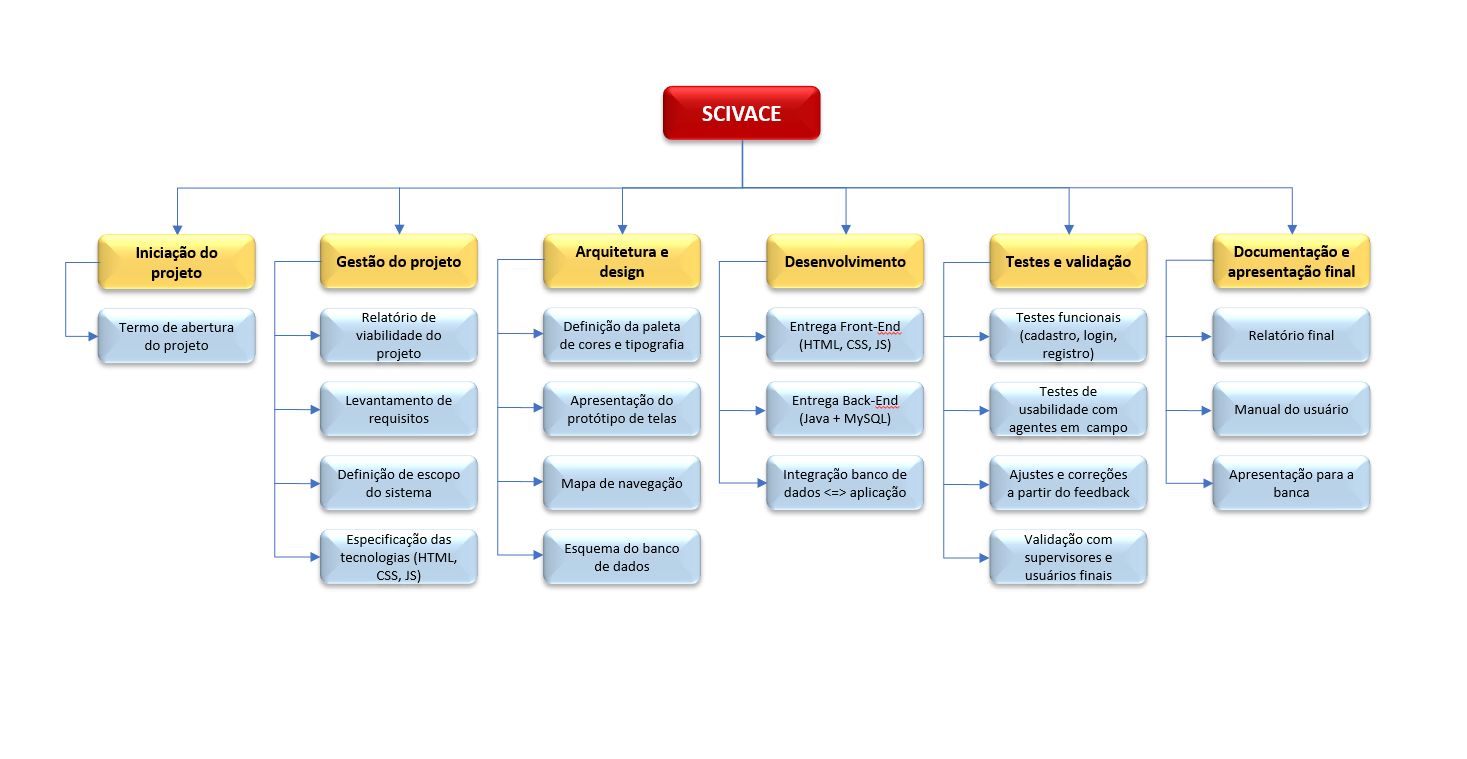 SCIVACE
Iniciação do
projeto
Termo de abertura
do projeto
Gestão do projeto
Relatório de
viabilidade do
projeto
Levantamento de
requisitos
Definição de escopo
do sistema
Especificação das
tecnologias (HTML,
CSS, JS)
Arquitetura e
design
Definição da paleta
de cores e tipografia
Apresentação do
protótipo de telas
Mapa de navegação
Esquema do banco
de dados
Desenvolvimento
Entrega Front-End
(HTML, CSS, JS)
Entrega Back-End
(Java + MySQL)
Integração banco de
dados <=> aplicação
Testes e validação
Testes funcionais
(cadastro, login,
registro)
Testes de
usabilidade com
agentes em  campo
Ajustes e correções
a partir do feedback
Validação com
supervisores e
usuários finais
Documentação e
apresentação final
Relatório final
Manual do usuário
Apresentação para a
banca